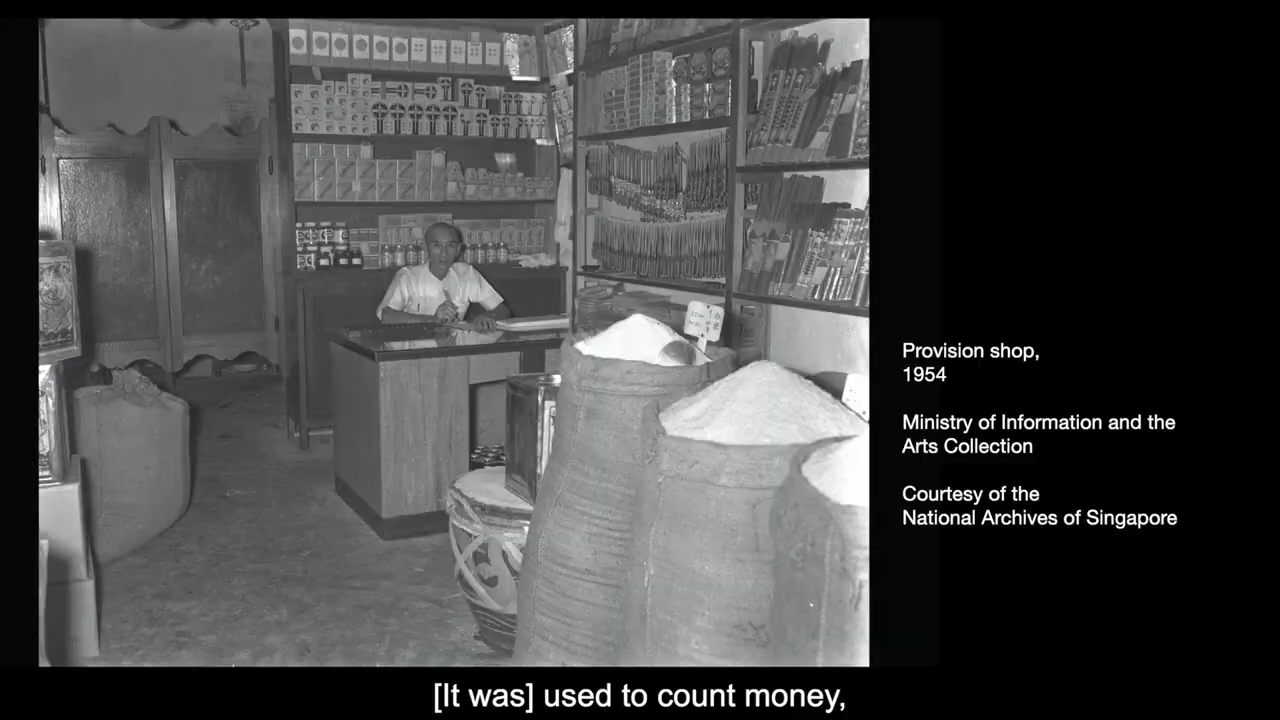 Provision shop,
1954
Ministry of Information and the
Arts Collection
Courtesy of the
National Archives of Singapore
[It was] used to count money,